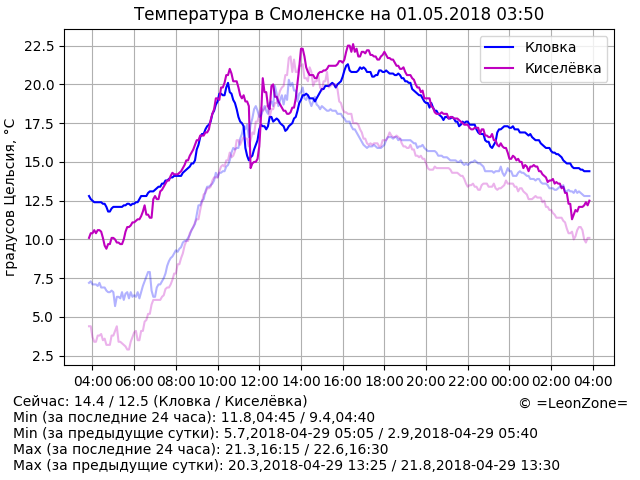 Температура в Смоленске на 01.05.2018 03:50
Кловка
Киселёвка
градусов Цельсия, °C
22.5
20.0
17.5
15.0
12.5
10.0
7.5
5.0
2.5
04:00 06:00 08:00 10:00 12:00 14:00 16:00 18:00 20:00 22:00 00:00 02:00 04:00
Сейчас: 14.4 / 12.5 (Кловка / Киселёвка)
© =LeonZone=
Min (за последние 24 часа): 11.8,04:45 / 9.4,04:40
Min (за предыдущие сутки): 5.7,2018-04-29 05:05 / 2.9,2018-04-29 05:40
Max (за последние 24 часа): 21.3,16:15 / 22.6,16:30
Max (за предыдущие сутки): 20.3,2018-04-29 13:25 / 21.8,2018-04-29 13:30